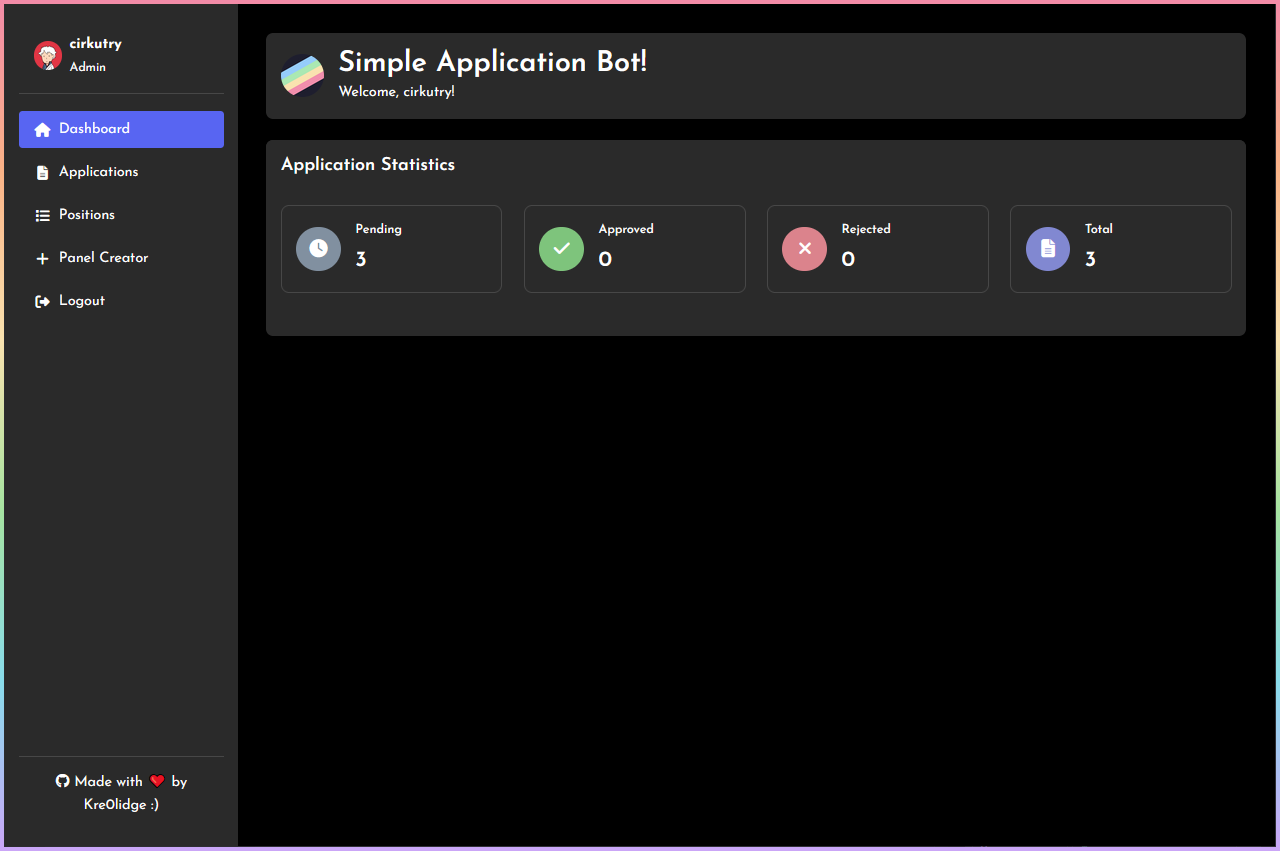 cirkutry
Admin
Dashboard
Applications
Positions
Panel Creator
Logout
Made with ❤️ by
Kre0lidge :)
Simple Application Bot!
Welcome, cirkutry!
Application Statistics
Pending
3
Approved
0
Rejected
0
Total
3